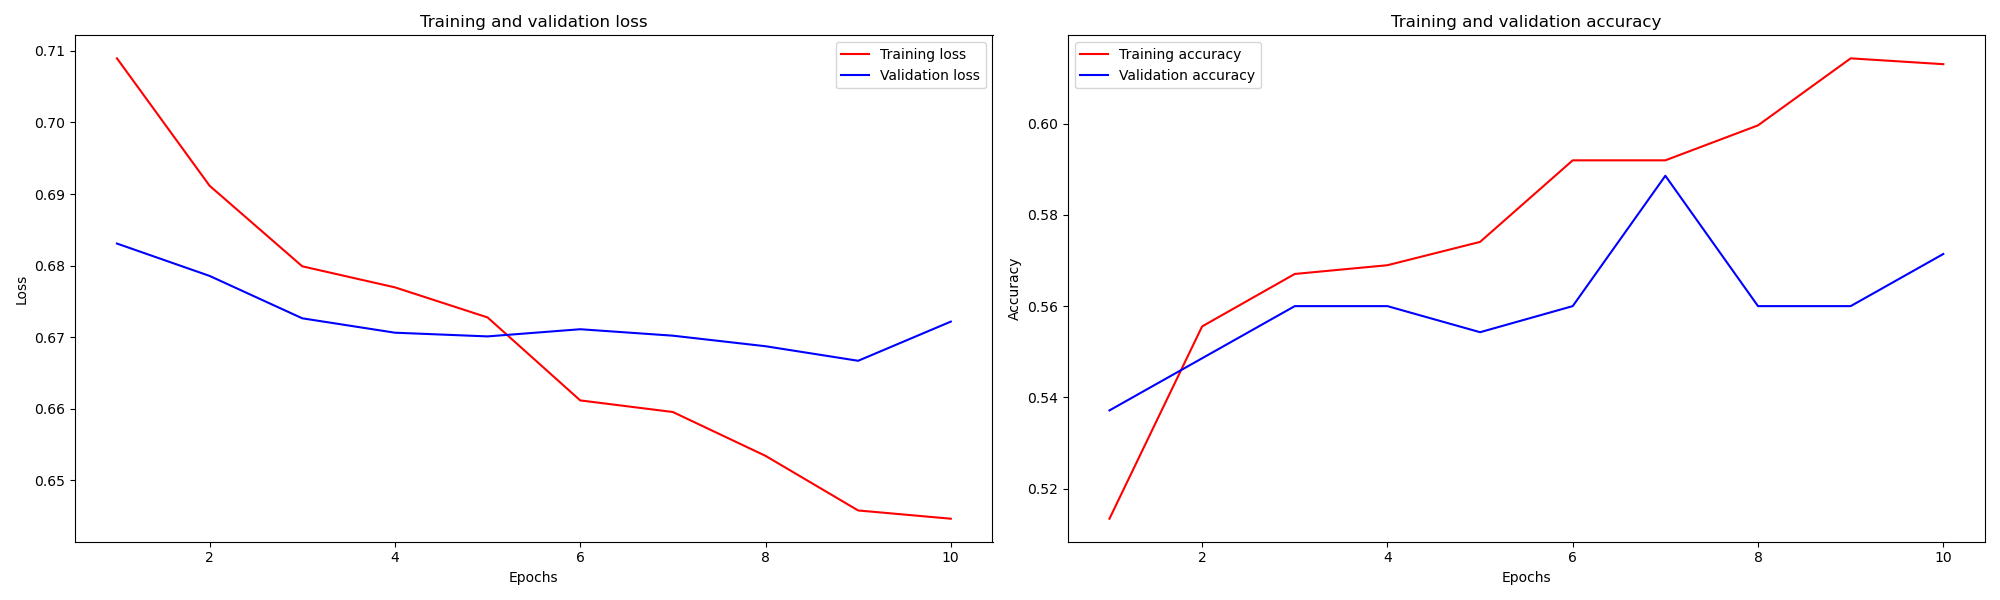 Training and validation loss
0.71
0.70
0.69
0.68
0.67
0.66
0.65
Loss
2 4 6 8 10
Epochs
Training loss
Validation loss
Training and validation accuracy
0.60
0.58
0.56
0.54
0.52
Accuracy
2 4 6 8 10
Epochs
Training accuracy
Validation accuracy